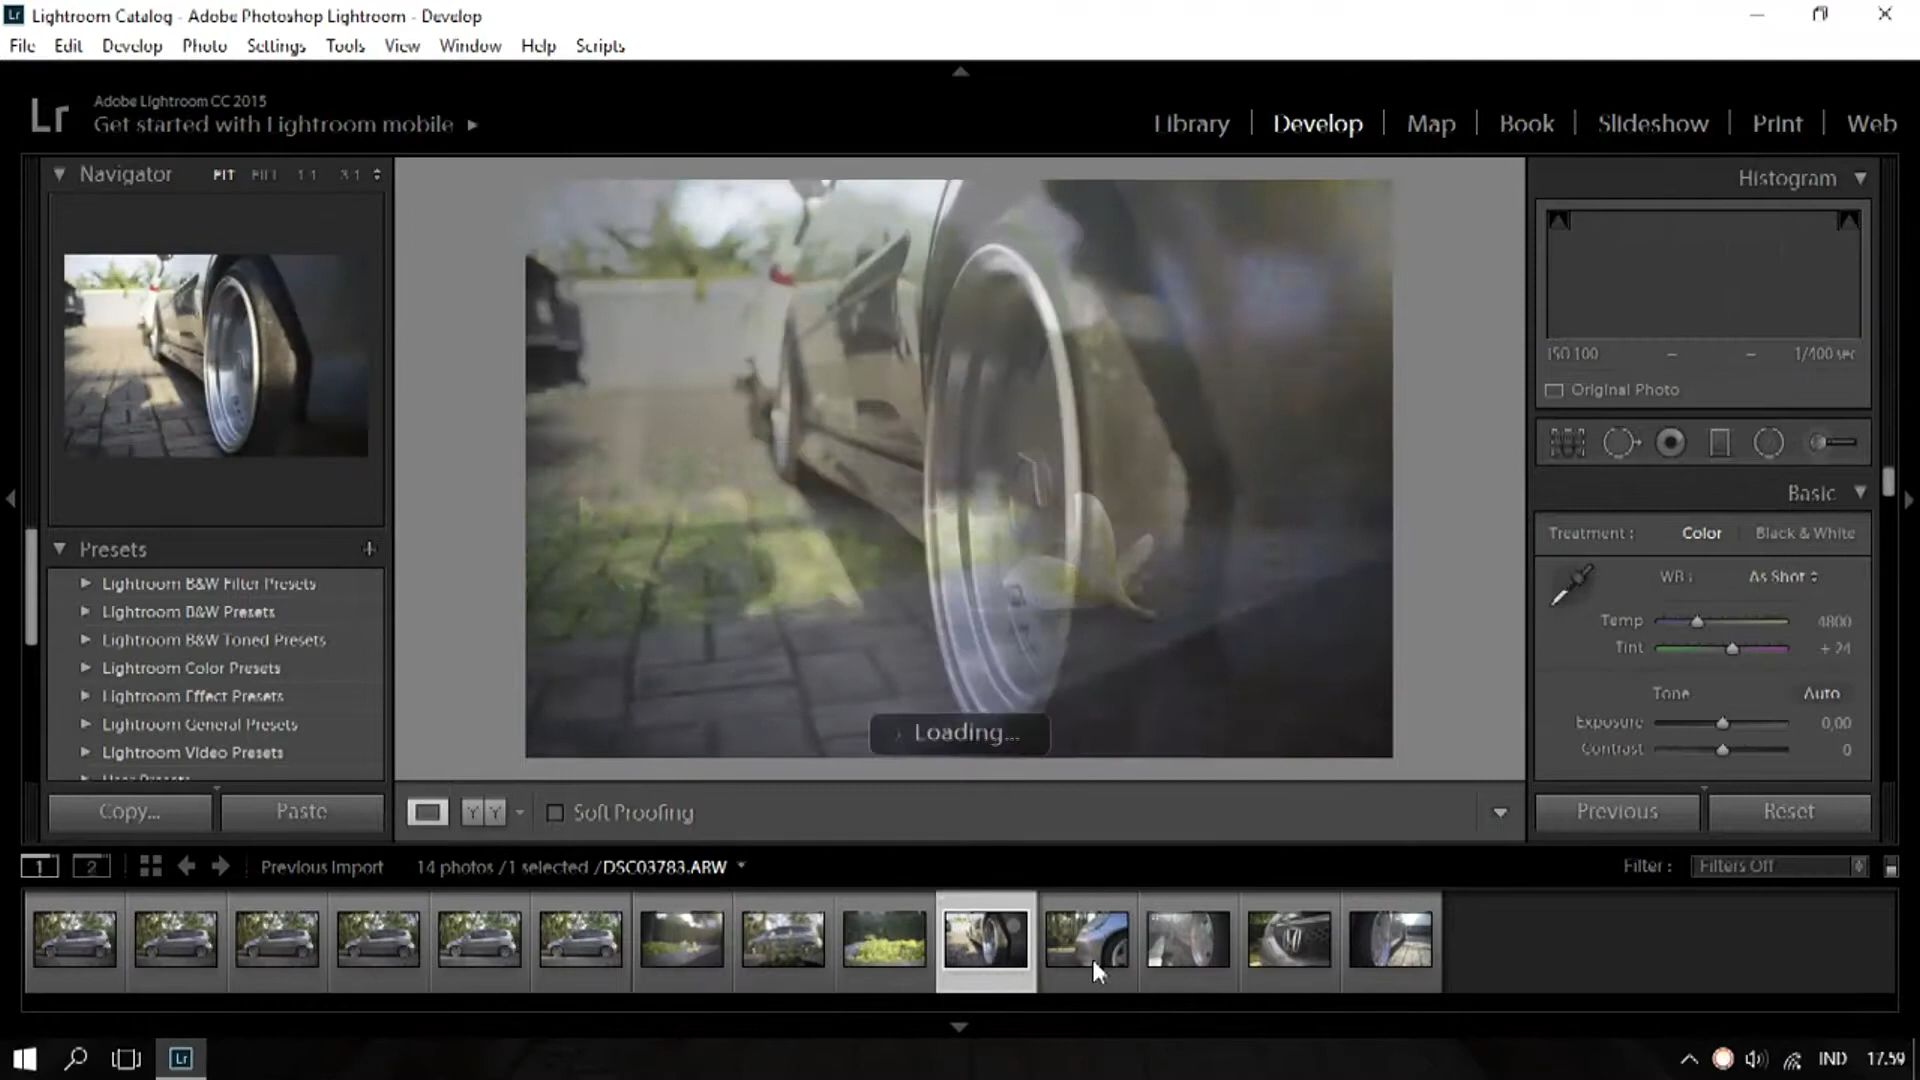 Lightroom Catalog - Adobe Photoshop Lightroom - Develop
File Edit Develop Photo Settings Tools View Window Help Scripts
Lr
Adobe Lightroom CC 2015
Get started with Lightroom mobile
Library Develop Map Book Slideshow Print Web
Navigator FIT FILL 1:1 3:1
Histogram
ISO 100 – – 1/400 sec
Original Photo
Basic
Treatment : Color Black & White
WB : As Shot
Temp 4800
Tint + 24
Tone Auto
Exposure 0,00
Contrast 0
Presets +
Lightroom B&W Filter Presets
Lightroom B&W Presets
Lightroom B&W Toned Presets
Lightroom Color Presets
Lightroom Effect Presets
Lightroom General Presets
Lightroom Video Presets
Loading...
Copy... Paste
YY Soft Proofing
Previous Reset
1 2 Previous Import 14 photos /1 selected /DSC03783.ARW
Filter : Filters Off
Lr
IND 17.59